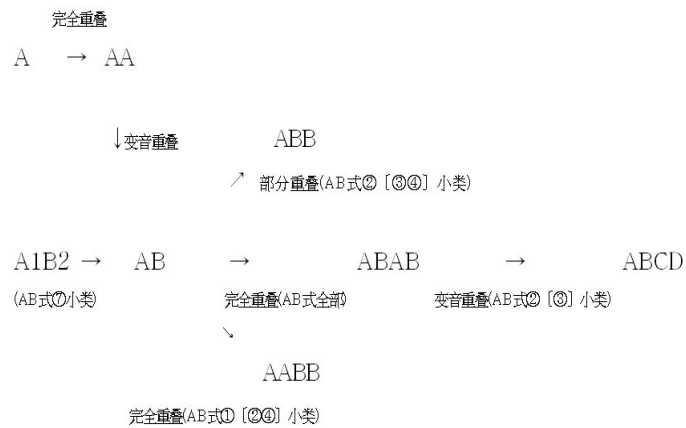 完全重叠
A → AA
↓变音重叠 ABB
↗ 部分重叠(AB式②〔③④〕小类)
A1B2 → AB → ABAB → ABCD
(AB式⑦小类) 完全重叠(AB式全部) 变音重叠(AB式②〔③〕小类)
↘
AABB
完全重叠(AB式①〔②④〕小类)